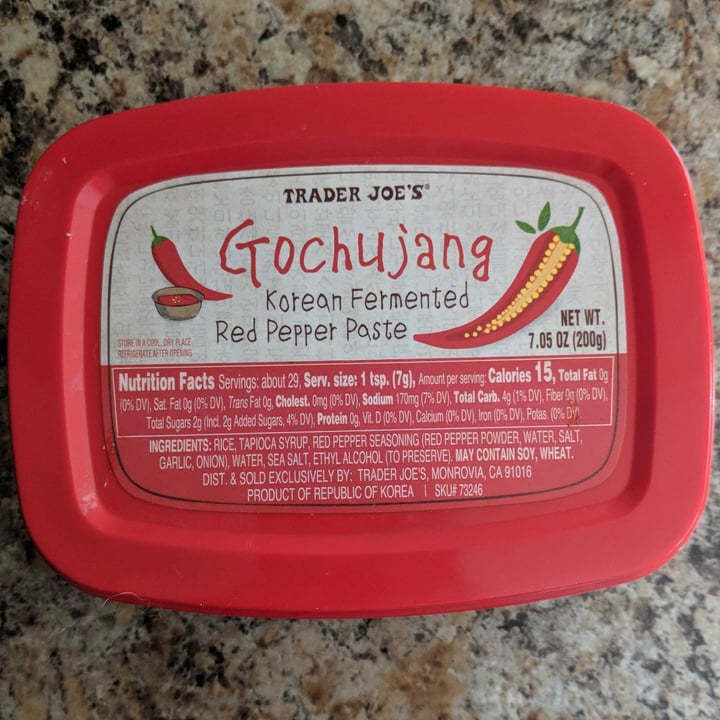 TRADER JOE'S®
Gochujang
Korean Fermented
Red Pepper Paste
NET WT.
7.05 OZ (200g)
STORE IN A COOL, DRY PLACE
REFRIGERATE AFTER OPENING
Nutrition Facts Servings: about 29, Serv. size: 1 tsp. (7g), Amount per serving: Calories 15, Total Fat 0g
(0% DV), Sat. Fat 0g (0% DV), Trans Fat 0g, Cholest. 0mg (0% DV), Sodium 170mg (7% DV), Total Carb. 4g (1% DV), Fiber 0g (0% DV),
Total Sugars 2g (Incl. 2g Added Sugars, 4% DV), Protein 0g, Vit. D (0% DV), Calcium (0% DV), Iron (0% DV), Potas. (0% DV)
INGREDIENTS: RICE, TAPIOCA SYRUP, RED PEPPER SEASONING (RED PEPPER POWDER, WATER, SALT,
GARLIC, ONION), WATER, SEA SALT, ETHYL ALCOHOL (TO PRESERVE). MAY CONTAIN SOY, WHEAT.
DIST. & SOLD EXCLUSIVELY BY: TRADER JOE'S, MONROVIA, CA 91016
PRODUCT OF REPUBLIC OF KOREA | SKU# 73246